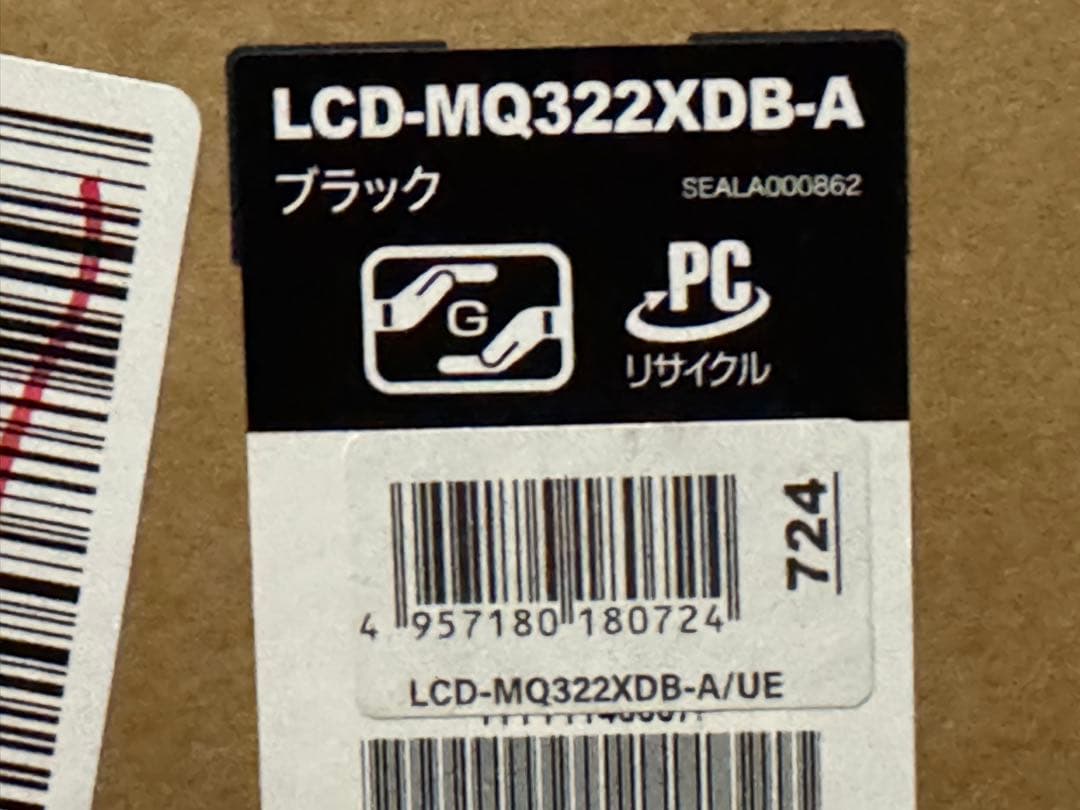 LCD-MQ322XDB-A
ブラック
SEALA000862
G
PC
リサイクル
724
4 957180 180724
LCD-MQ322XDB-A/UE